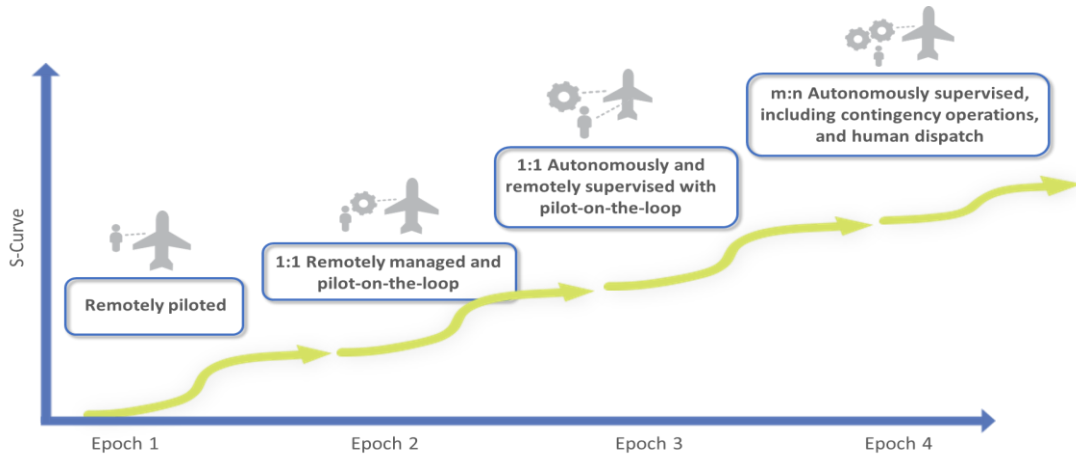 m:n Autonomously supervised,
including contingency operations,
and human dispatch
1:1 Autonomously and
remotely supervised with
pilot-on-the-loop
1:1 Remotely managed and
pilot-on-the-loop
Remotely piloted
S-Curve
Epoch 1
Epoch 2
Epoch 3
Epoch 4